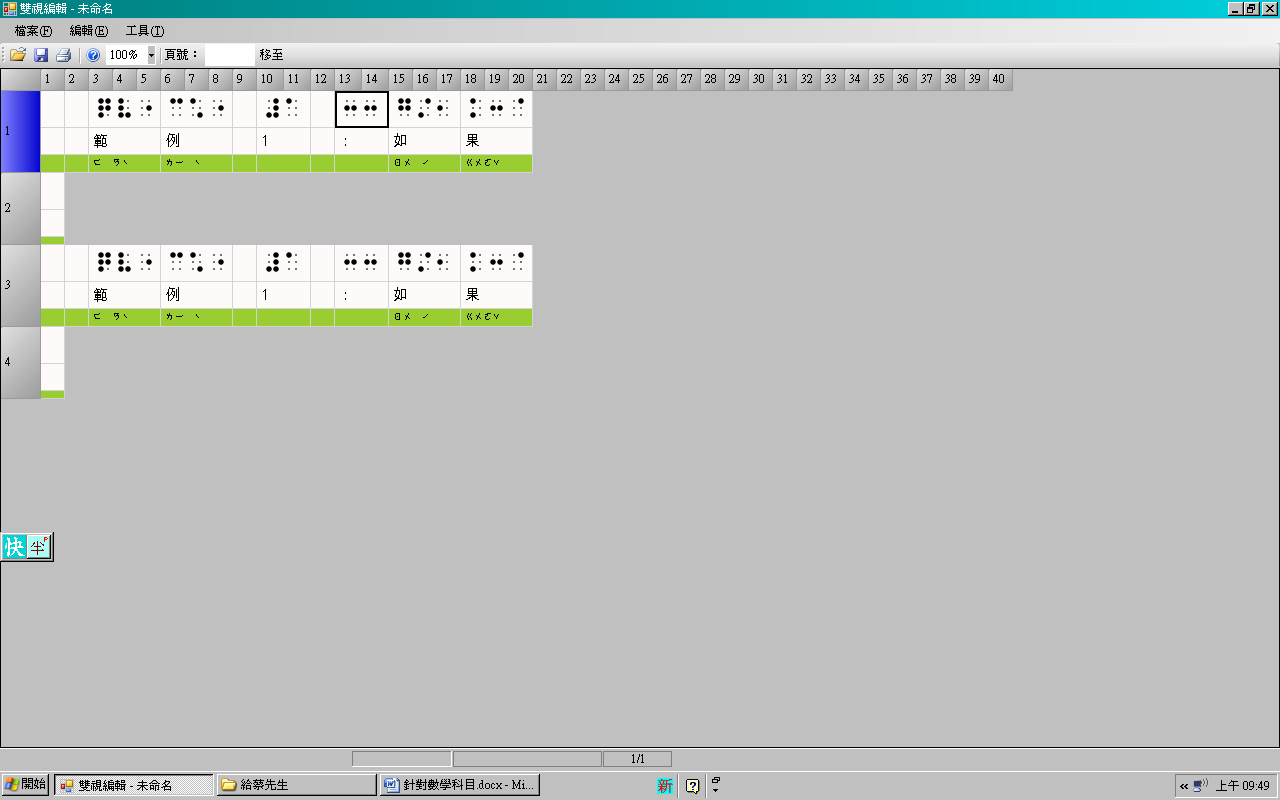 雙視編輯 - 未命名
檔案(F) 編輯(E) 工具(T)
100% 頁號： 移至
1 2 3 4 5 6 7 8 9 10 11 12 13 14 15 16 17 18 19 20 21 22 23 24 25 26 27 28 29 30 31 32 33 34 35 36 37 38 39 40
1
⠟⠧⠐ ⠉⠡⠐ ⠼⠁ ⠒⠒ ⠛⠌⠂ ⠅⠒⠈
範 例 1 : 如 果
ㄈ ㄢˋ ㄌㄧ ˋ ㄖㄨ ˊ ㄍㄨㄛˇ
2
3
⠟⠧⠐ ⠉⠡⠐ ⠼⠁ ⠒⠒ ⠛⠌⠂ ⠅⠒⠈
範 例 1 : 如 果
ㄈ ㄢˋ ㄌㄧ ˋ ㄖㄨ ˊ ㄍㄨㄛˇ
4
快 半
1/1
開始 雙視編輯 - 未命名 給蔡先生 針對數學科目.docx - Mi... 新 « 上午 09:49